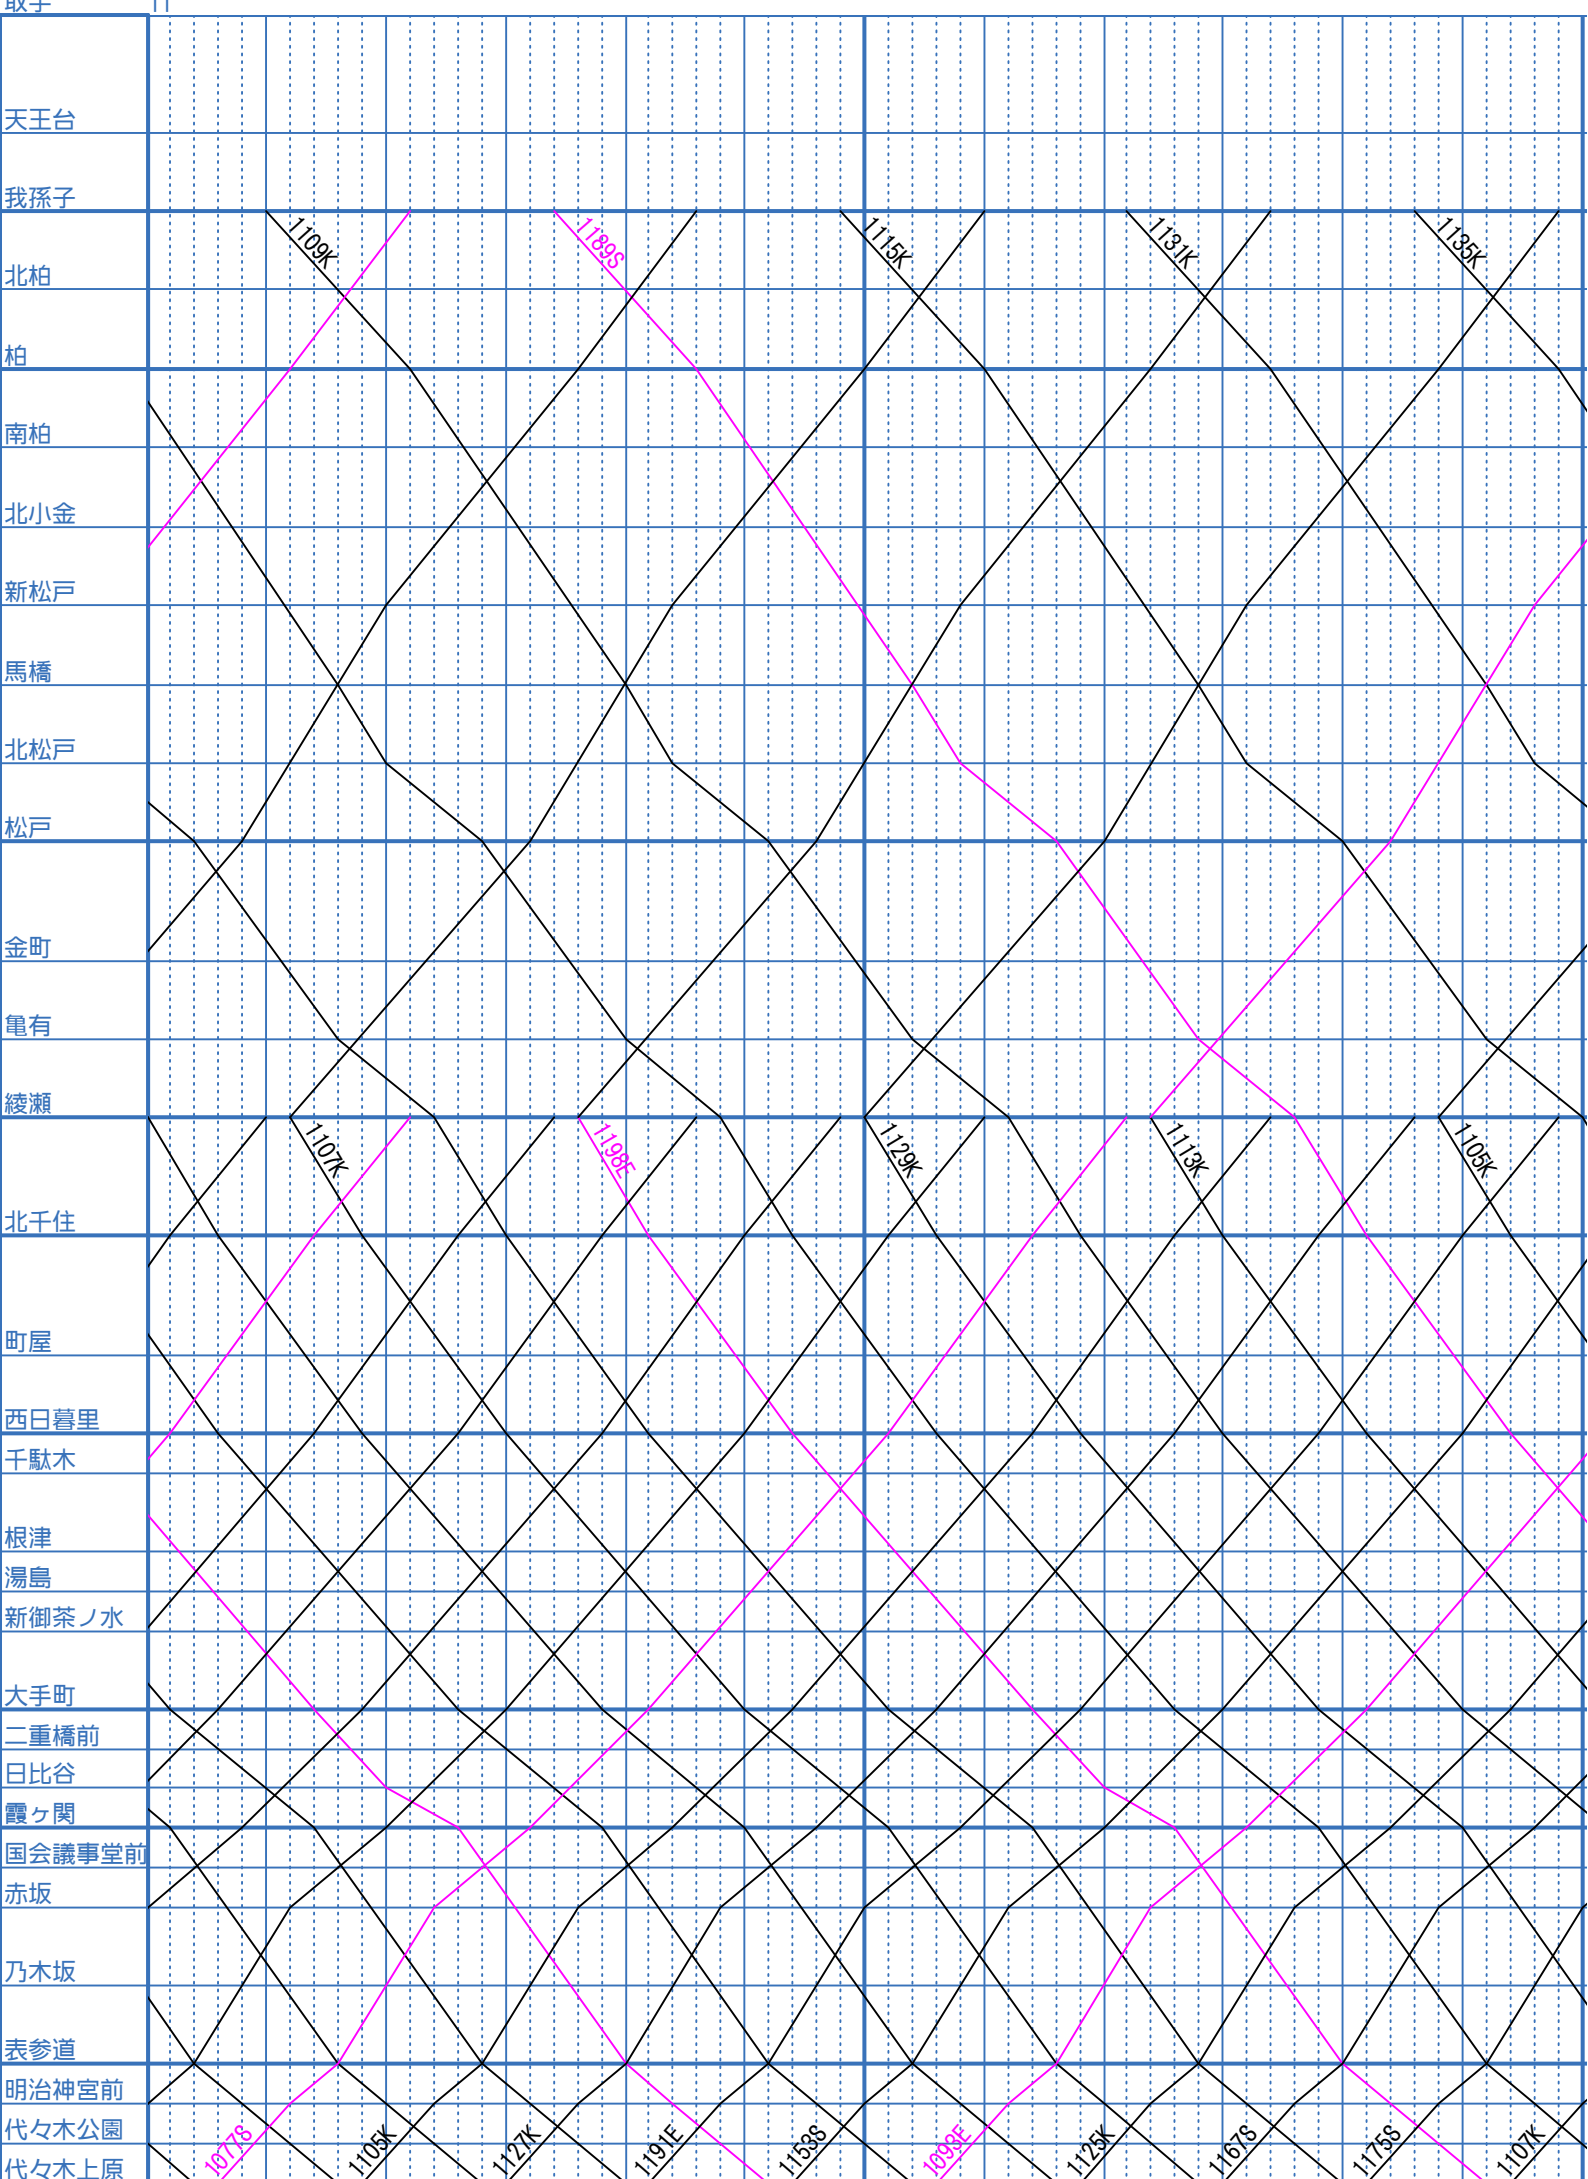 取手 11
天王台
我孫子
1109K 1189S 1115K 1131K 1135K
北柏
柏
南柏
北小金
新松戸
馬橋
北松戸
松戸
金町
亀有
綾瀬
1107K 1198E 1129K 1113K 1105K
北千住
町屋
西日暮里
千駄木
根津
湯島
新御茶ノ水
大手町
二重橋前
日比谷
霞ヶ関
国会議事堂前
赤坂
乃木坂
表参道
明治神宮前
代々木公園
1077S 1105K 1127K 1191E 1153S 1093E 1125K 1167S 1175S 1107K
代々木上原